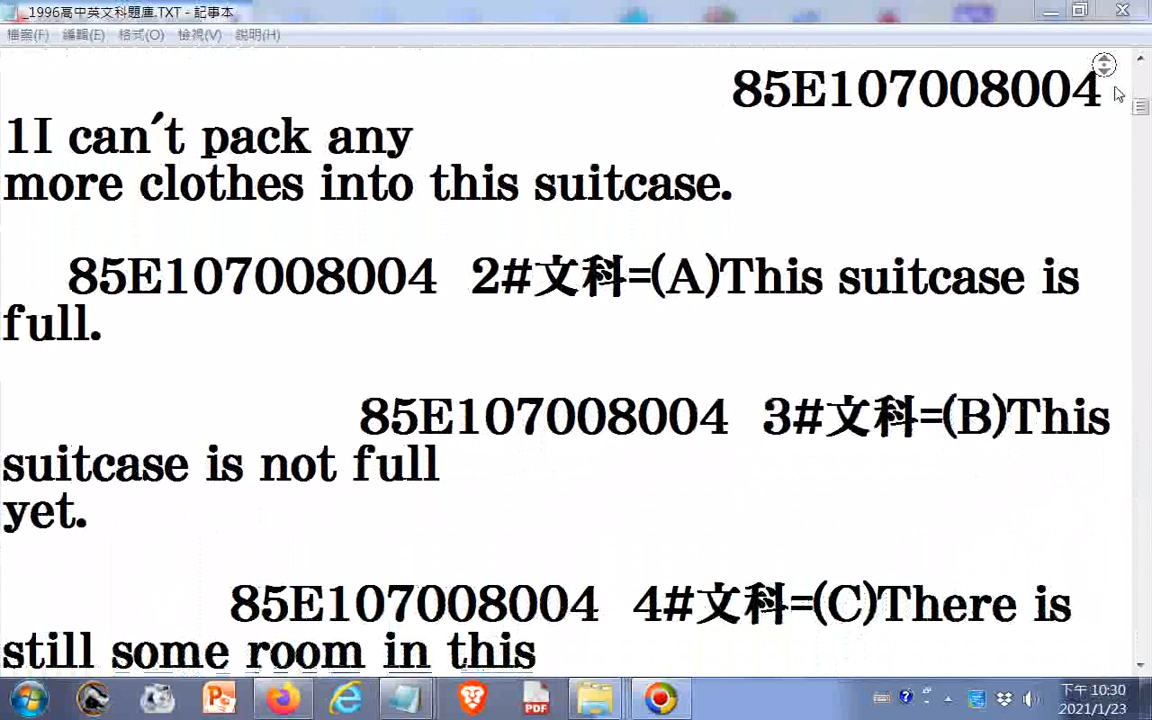 _1996高中英文科題庫.TXT - 記事本
檔案(F) 編輯(E) 格式(O) 檢視(V) 說明(H)
85E107008004
1I can´t pack any
more clothes into this suitcase.
85E107008004 2#文科=(A)This suitcase is
full.
85E107008004 3#文科=(B)This
suitcase is not full
yet.
85E107008004 4#文科=(C)There is
still some room in this
PDF
下午 10:30
2021/1/23